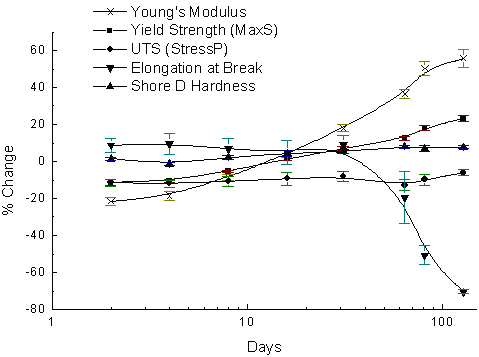 Young's Modulus
Yield Strength (MaxS)
UTS (StressP)
Elongation at Break
Shore D Hardness
% Change
60
40
20
0
-20
-40
-60
-80
1
10
100
Days